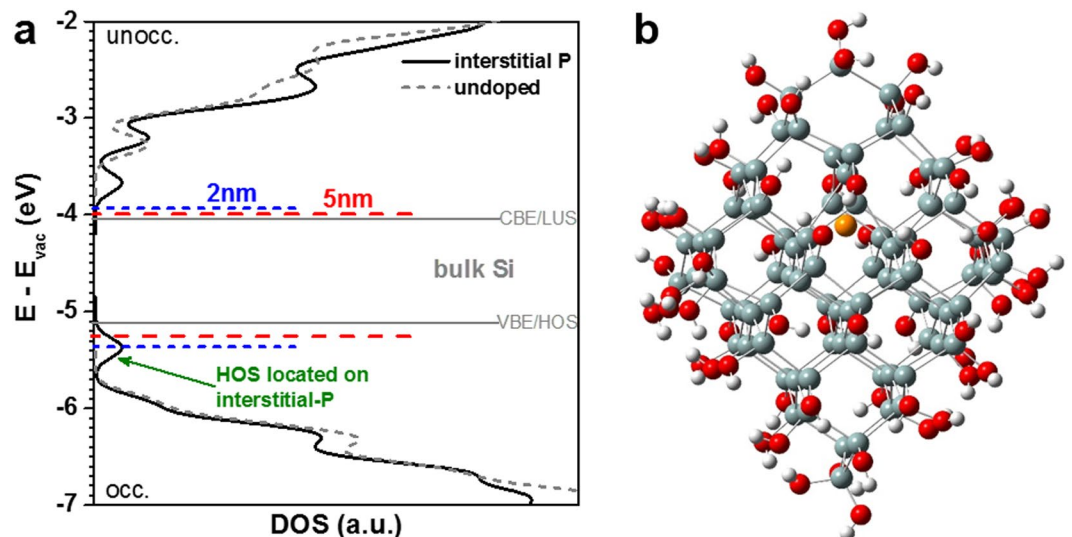 a
b
-2
-3
-4
-5
-6
-7
E - Evac (eV)
unocc.
interstitial P
undoped
2nm
5nm
CBE/LUS
bulk Si
VBE/HOS
HOS located on
interstitial-P
occ.
DOS (a.u.)